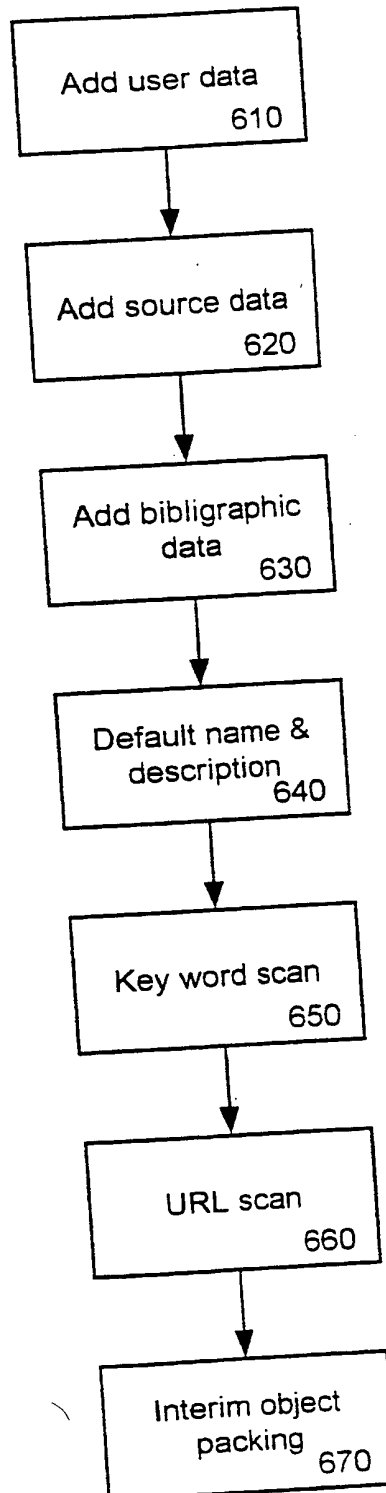 Add user data
610
Add source data
620
Add bibligraphic
data
630
Default name &
description
640
Key word scan
650
URL scan
660
Interim object
packing
670